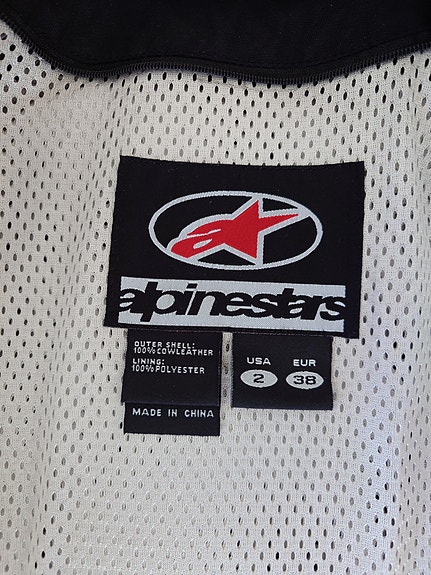 alpinestars
OUTER SHELL:
100% COWLEATHER
LINING:
100% POLYESTER
MADE IN CHINA
USA EUR
2 38